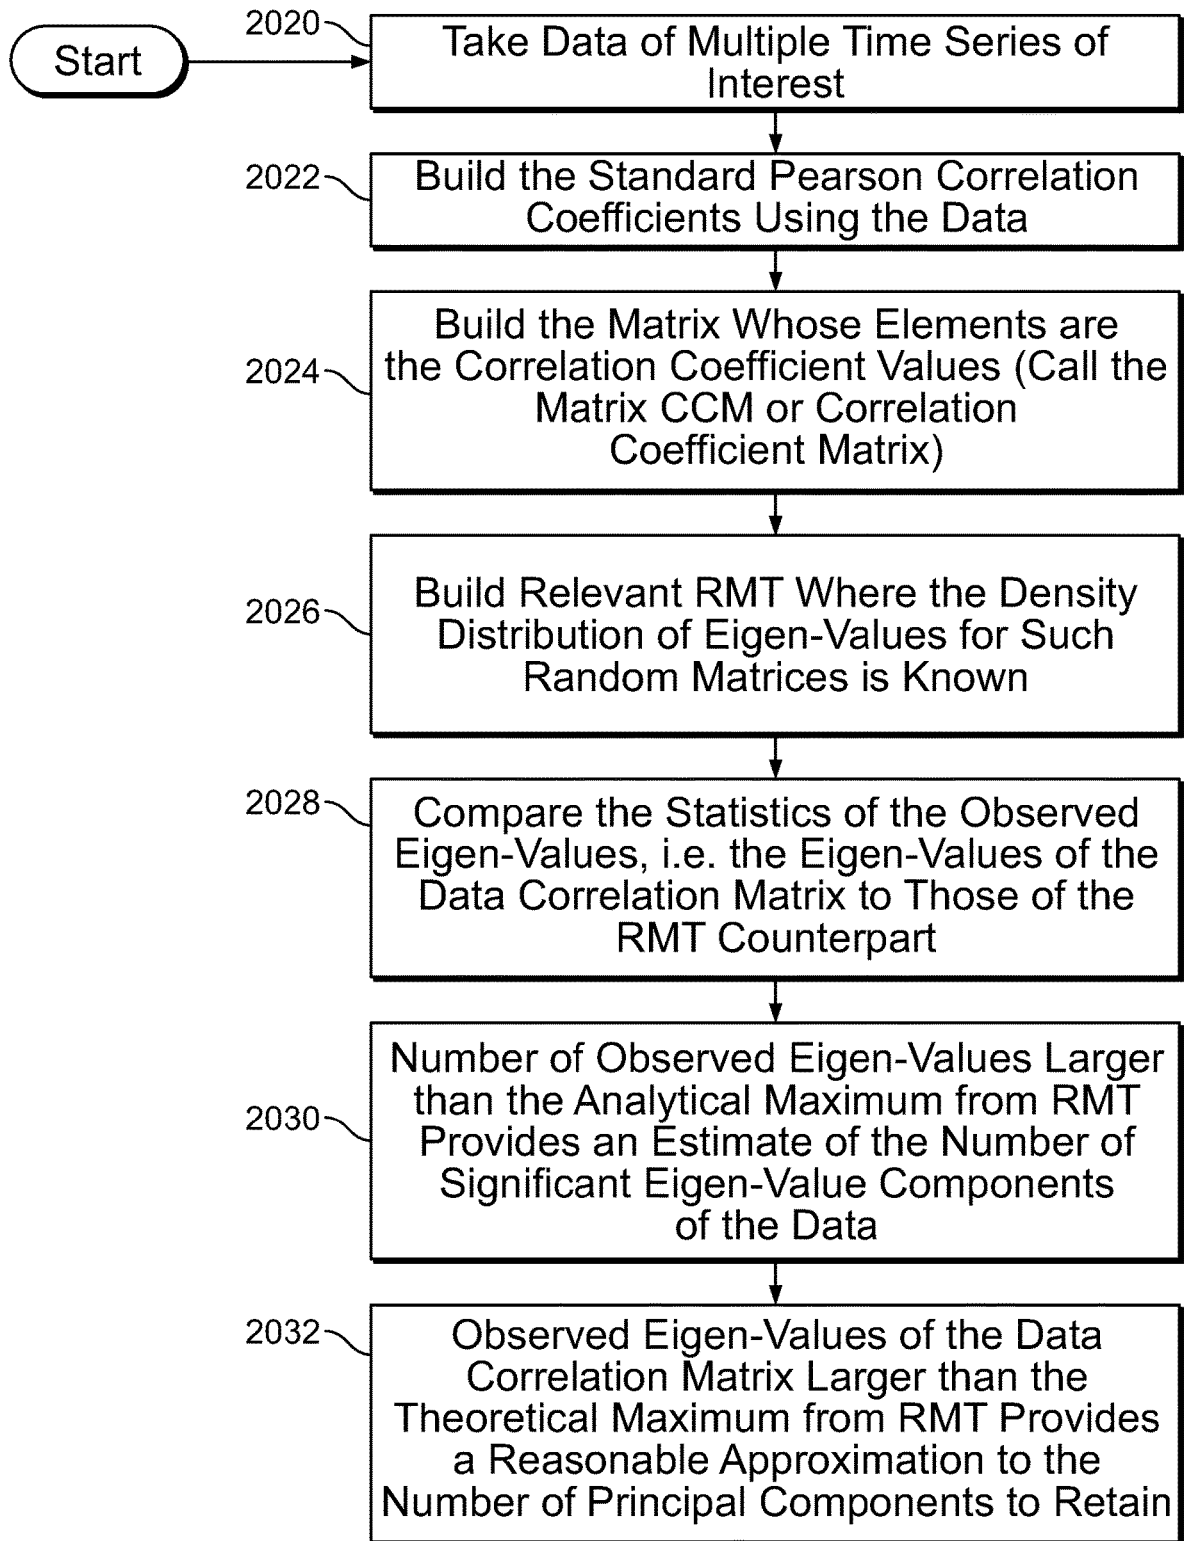 Start
2020
Take Data of Multiple Time Series of
Interest
2022
Build the Standard Pearson Correlation
Coefficients Using the Data
2024
Build the Matrix Whose Elements are
the Correlation Coefficient Values (Call the
Matrix CCM or Correlation
Coefficient Matrix)
2026
Build Relevant RMT Where the Density
Distribution of Eigen-Values for Such
Random Matrices is Known
2028
Compare the Statistics of the Observed
Eigen-Values, i.e. the Eigen-Values of the
Data Correlation Matrix to Those of the
RMT Counterpart
2030
Number of Observed Eigen-Values Larger
than the Analytical Maximum from RMT
Provides an Estimate of the Number of
Significant Eigen-Value Components
of the Data
2032
Observed Eigen-Values of the Data
Correlation Matrix Larger than the
Theoretical Maximum from RMT Provides
a Reasonable Approximation to the
Number of Principal Components to Retain